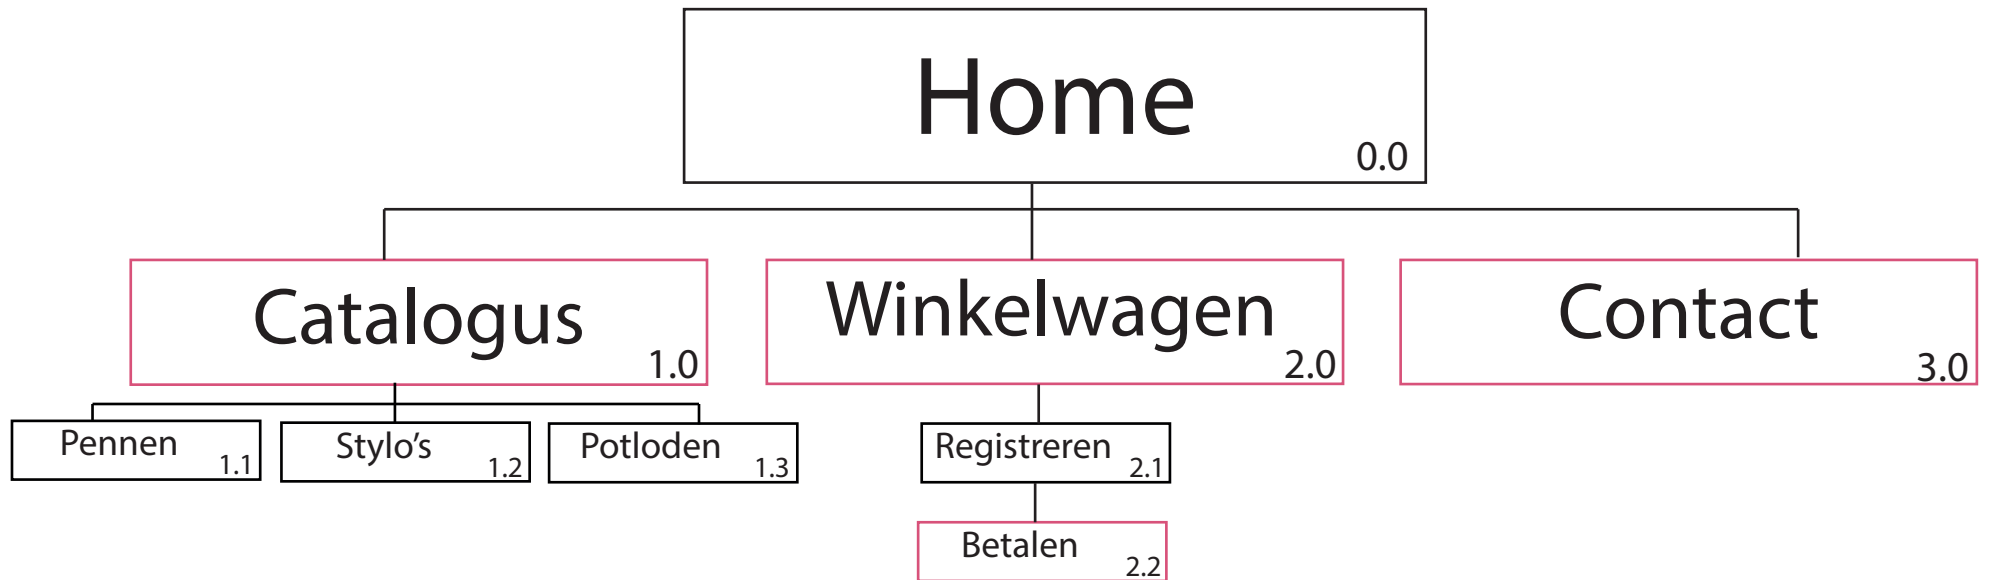 Home
0.0
Catalogus
1.0
Winkelwagen
2.0
Contact
3.0
Pennen
1.1
Stylo’s
1.2
Potloden
1.3
Registreren
2.1
Betalen
2.2